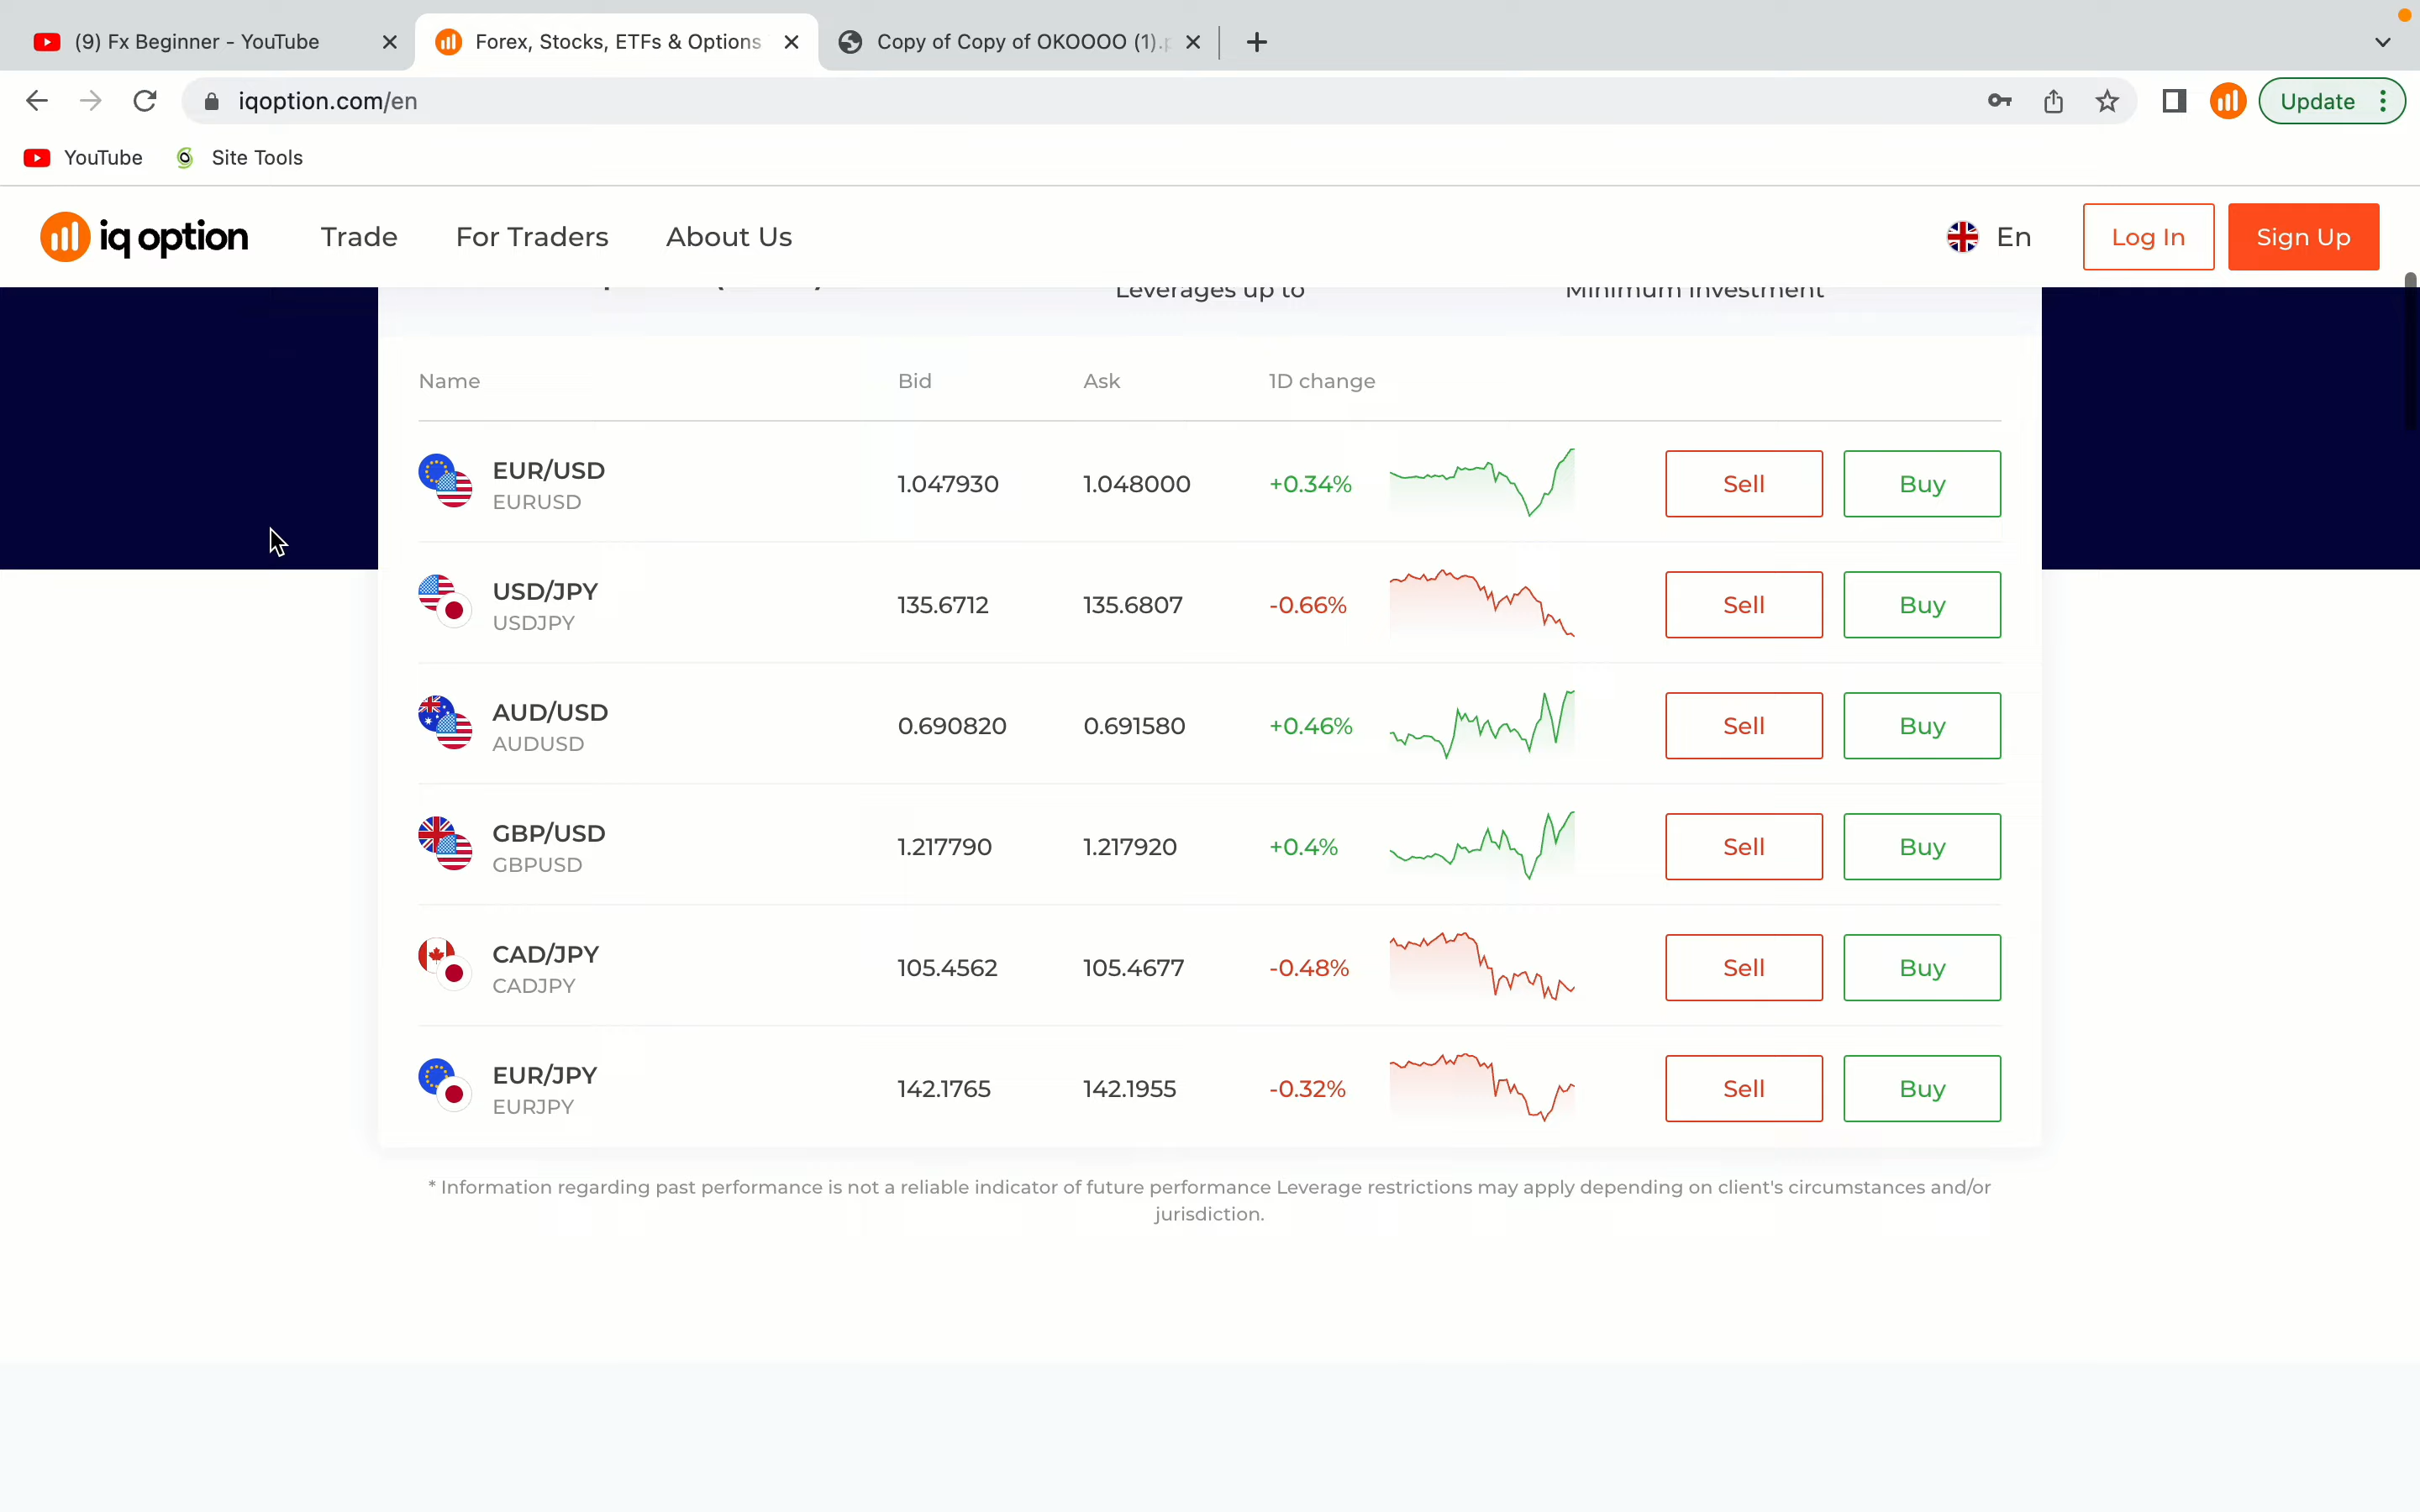 (9) Fx Beginner - YouTube
Forex, Stocks, ETFs & Options
Copy of Copy of OKOOOO (1).p
iqoption.com/en
Update
YouTube
Site Tools
iq option
Trade
For Traders
About Us
En
Log In
Sign Up
Leverages up to
Minimum Investment
Name
Bid
Ask
1D change
EUR/USD
EURUSD
1.047930
1.048000
+0.34%
Sell
Buy
USD/JPY
USDJPY
135.6712
135.6807
-0.66%
Sell
Buy
AUD/USD
AUDUSD
0.690820
0.691580
+0.46%
Sell
Buy
GBP/USD
GBPUSD
1.217790
1.217920
+0.4%
Sell
Buy
CAD/JPY
CADJPY
105.4562
105.4677
-0.48%
Sell
Buy
EUR/JPY
EURJPY
142.1765
142.1955
-0.32%
Sell
Buy
* Information regarding past performance is not a reliable indicator of future performance Leverage restrictions may apply depending on client's circumstances and/or
jurisdiction.